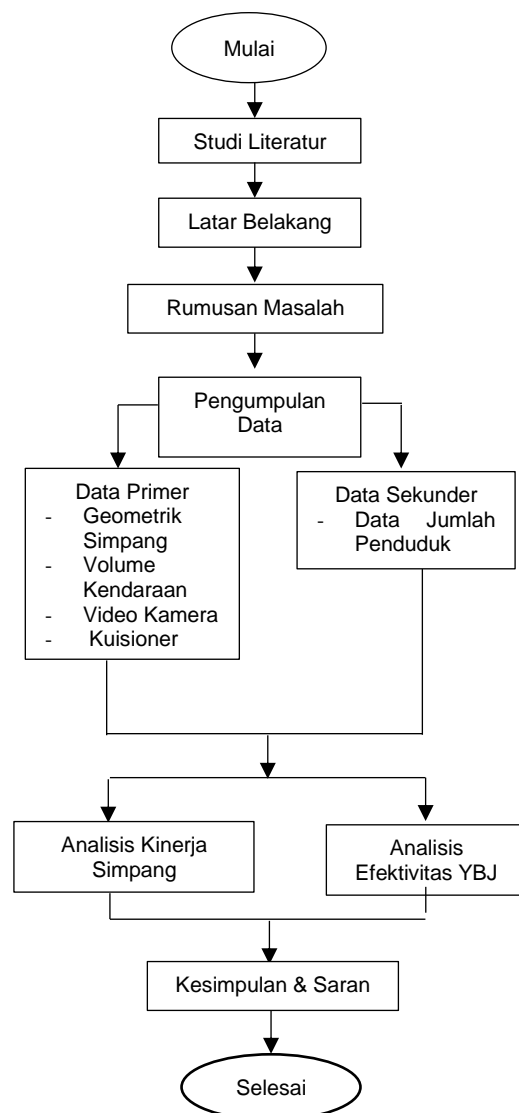 Mulai
Studi Literatur
Latar Belakang
Rumusan Masalah
Pengumpulan
Data
Data Primer
- Geometrik
Simpang
- Volume
Kendaraan
- Video Kamera
- Kuisioner
Data Sekunder
- Data Jumlah
Penduduk
Analisis Kinerja
Simpang
Analisis
Efektivitas YBJ
Kesimpulan & Saran
Selesai